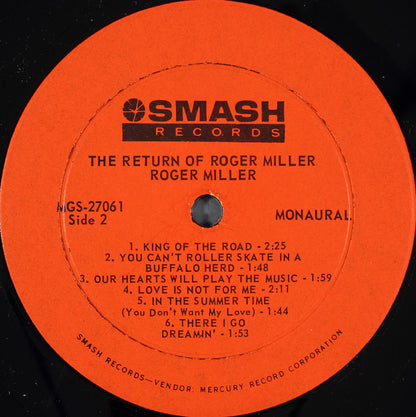 SMASH
RECORDS
THE RETURN OF ROGER MILLER
ROGER MILLER
MGS-27061
Side 2
MONAURAL
1. KING OF THE ROAD - 2:25
2. YOU CAN'T ROLLER SKATE IN A
BUFFALO HERD - 1:48
3. OUR HEARTS WILL PLAY THE MUSIC - 1:59
4. LOVE IS NOT FOR ME - 2:11
5. IN THE SUMMER TIME
(You Don't Want My Love) - 1:44
6. THERE I GO
DREAMIN' - 1:53
SMASH RECORDS—VENDOR: MERCURY RECORD CORPORATION